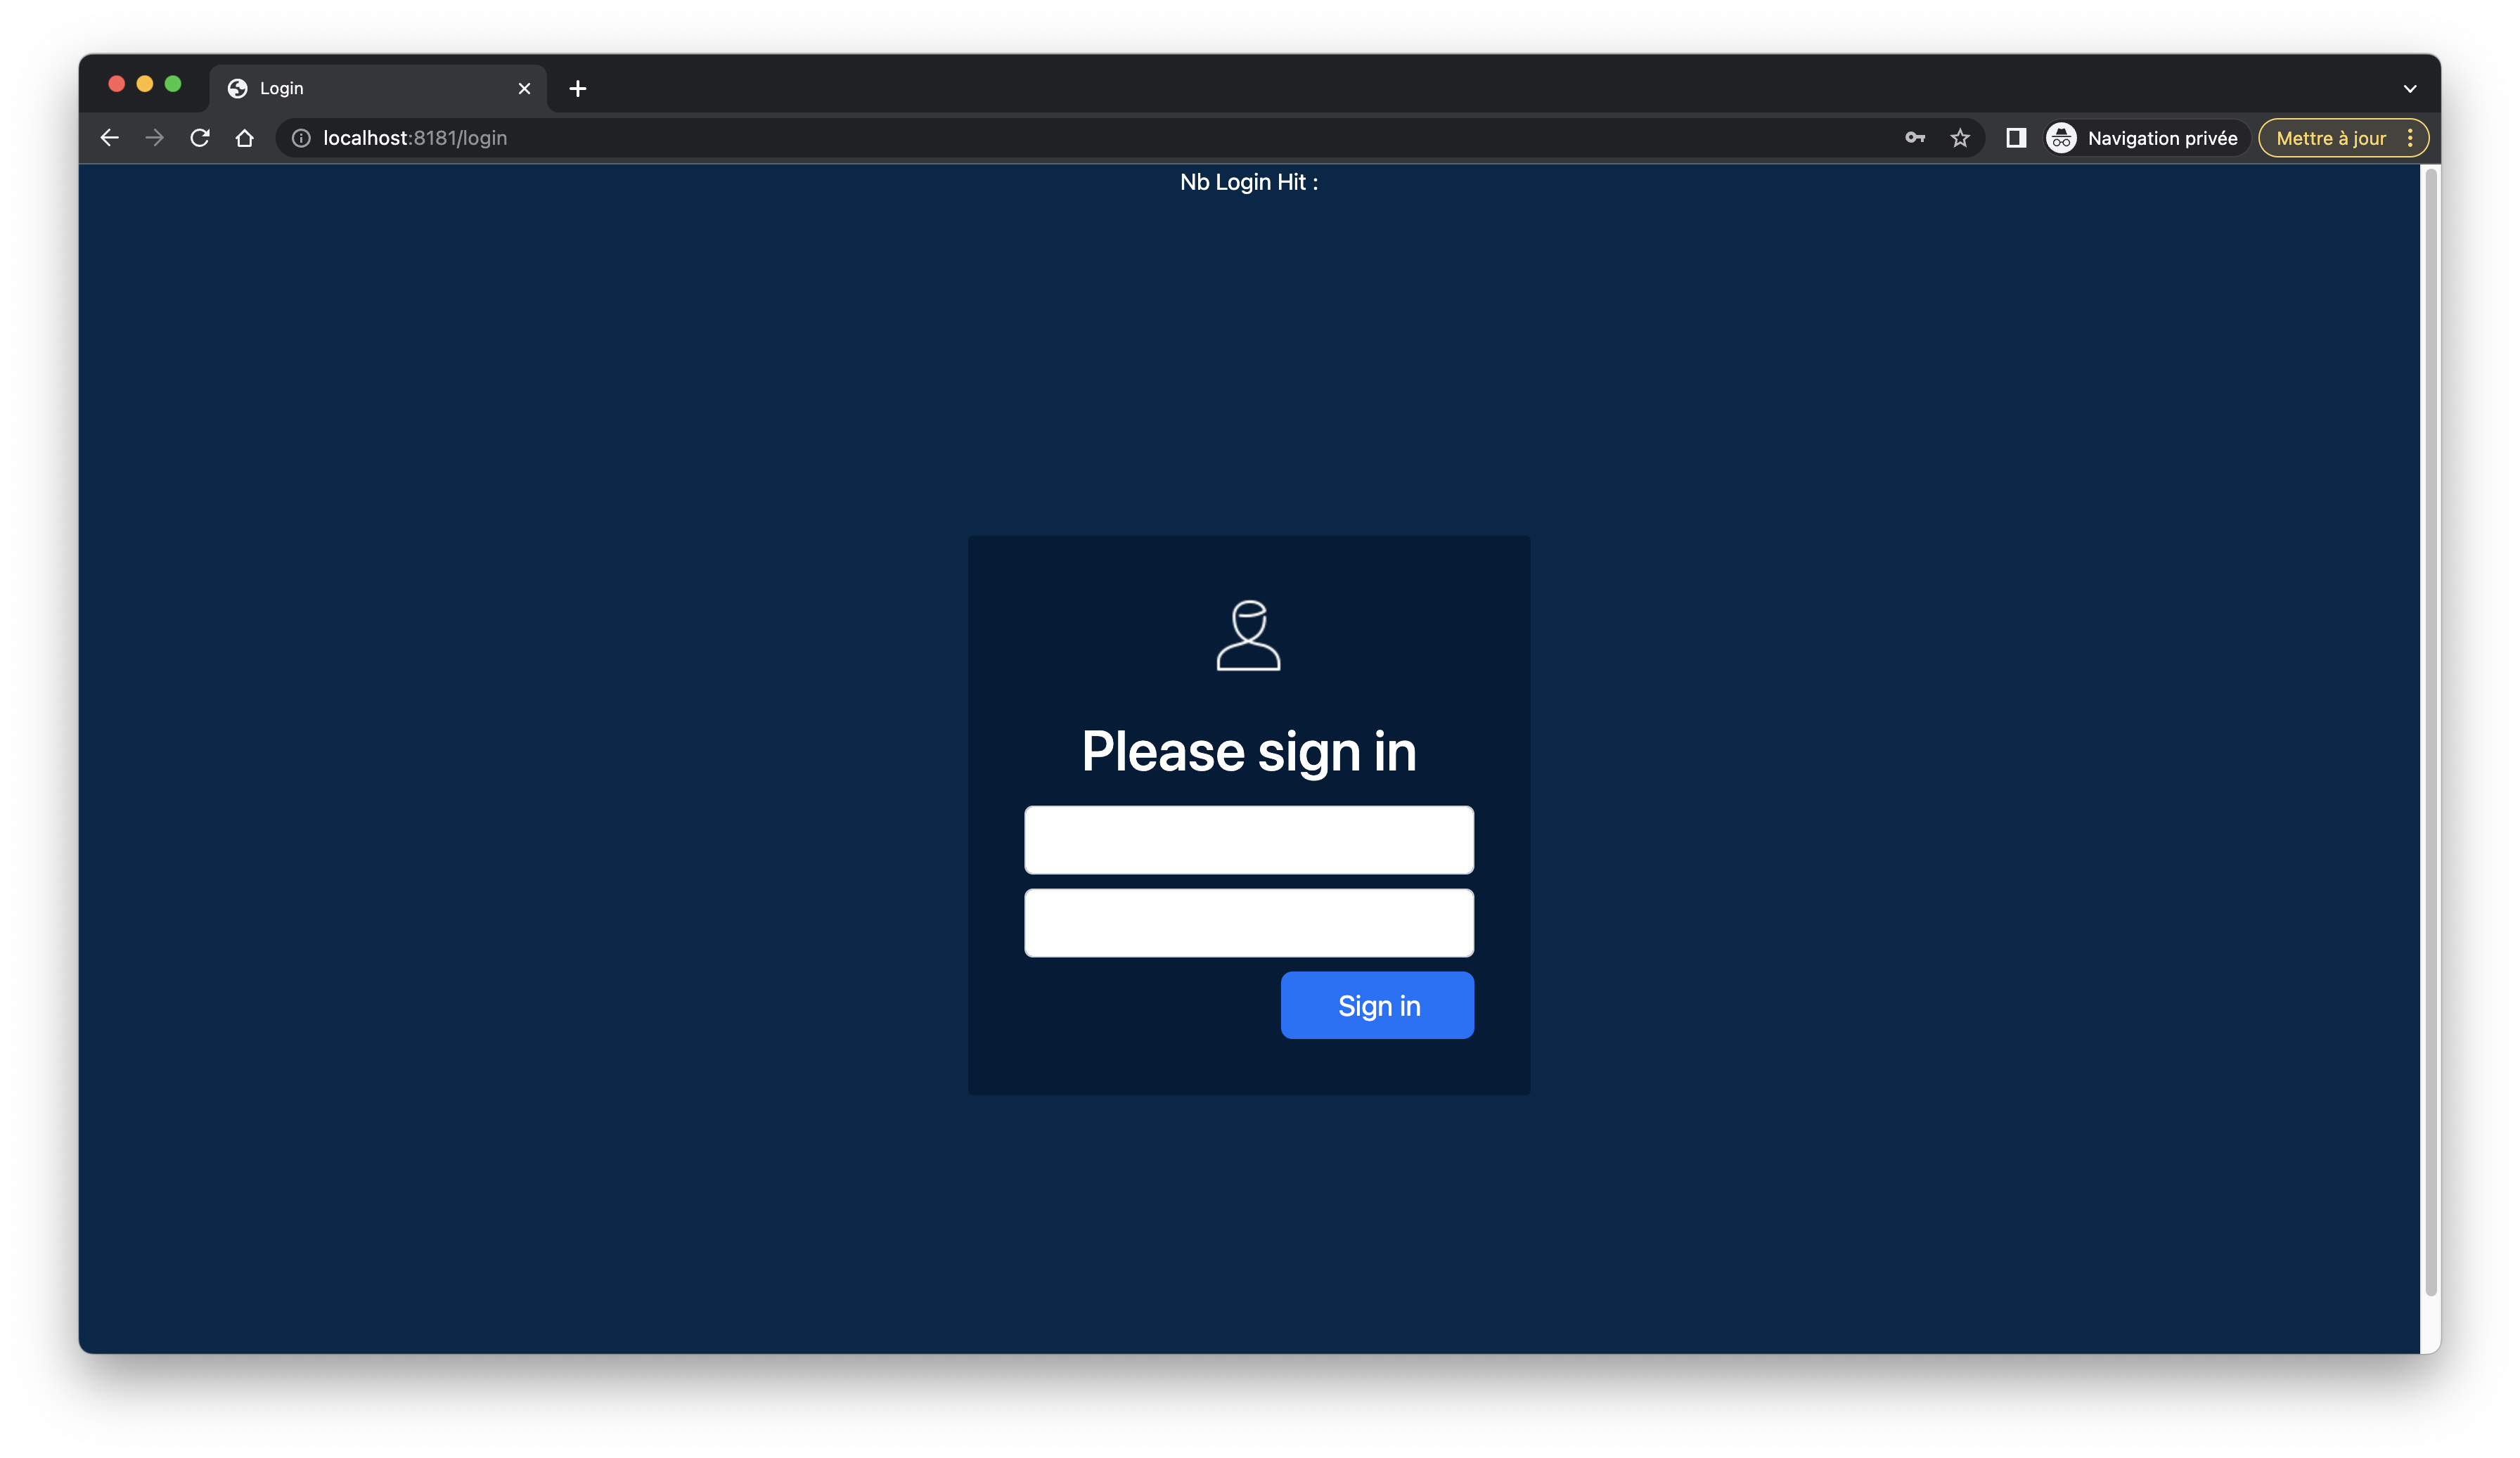 Login
localhost:8181/login
Navigation privée
Mettre à jour
Nb Login Hit :
Please sign in
Sign in